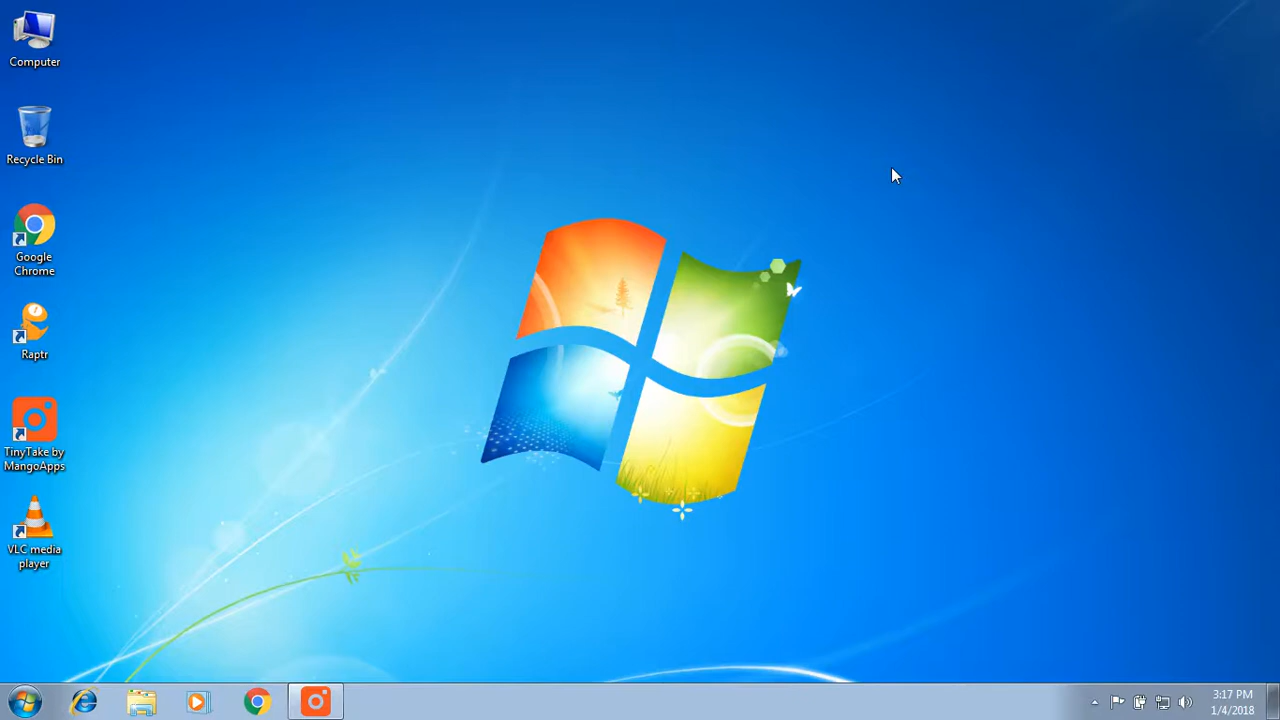 Computer
Recycle Bin
Google
Chrome
Raptr
TinyTake by
MangoApps
VLC media
player
3:17 PM
1/4/2018